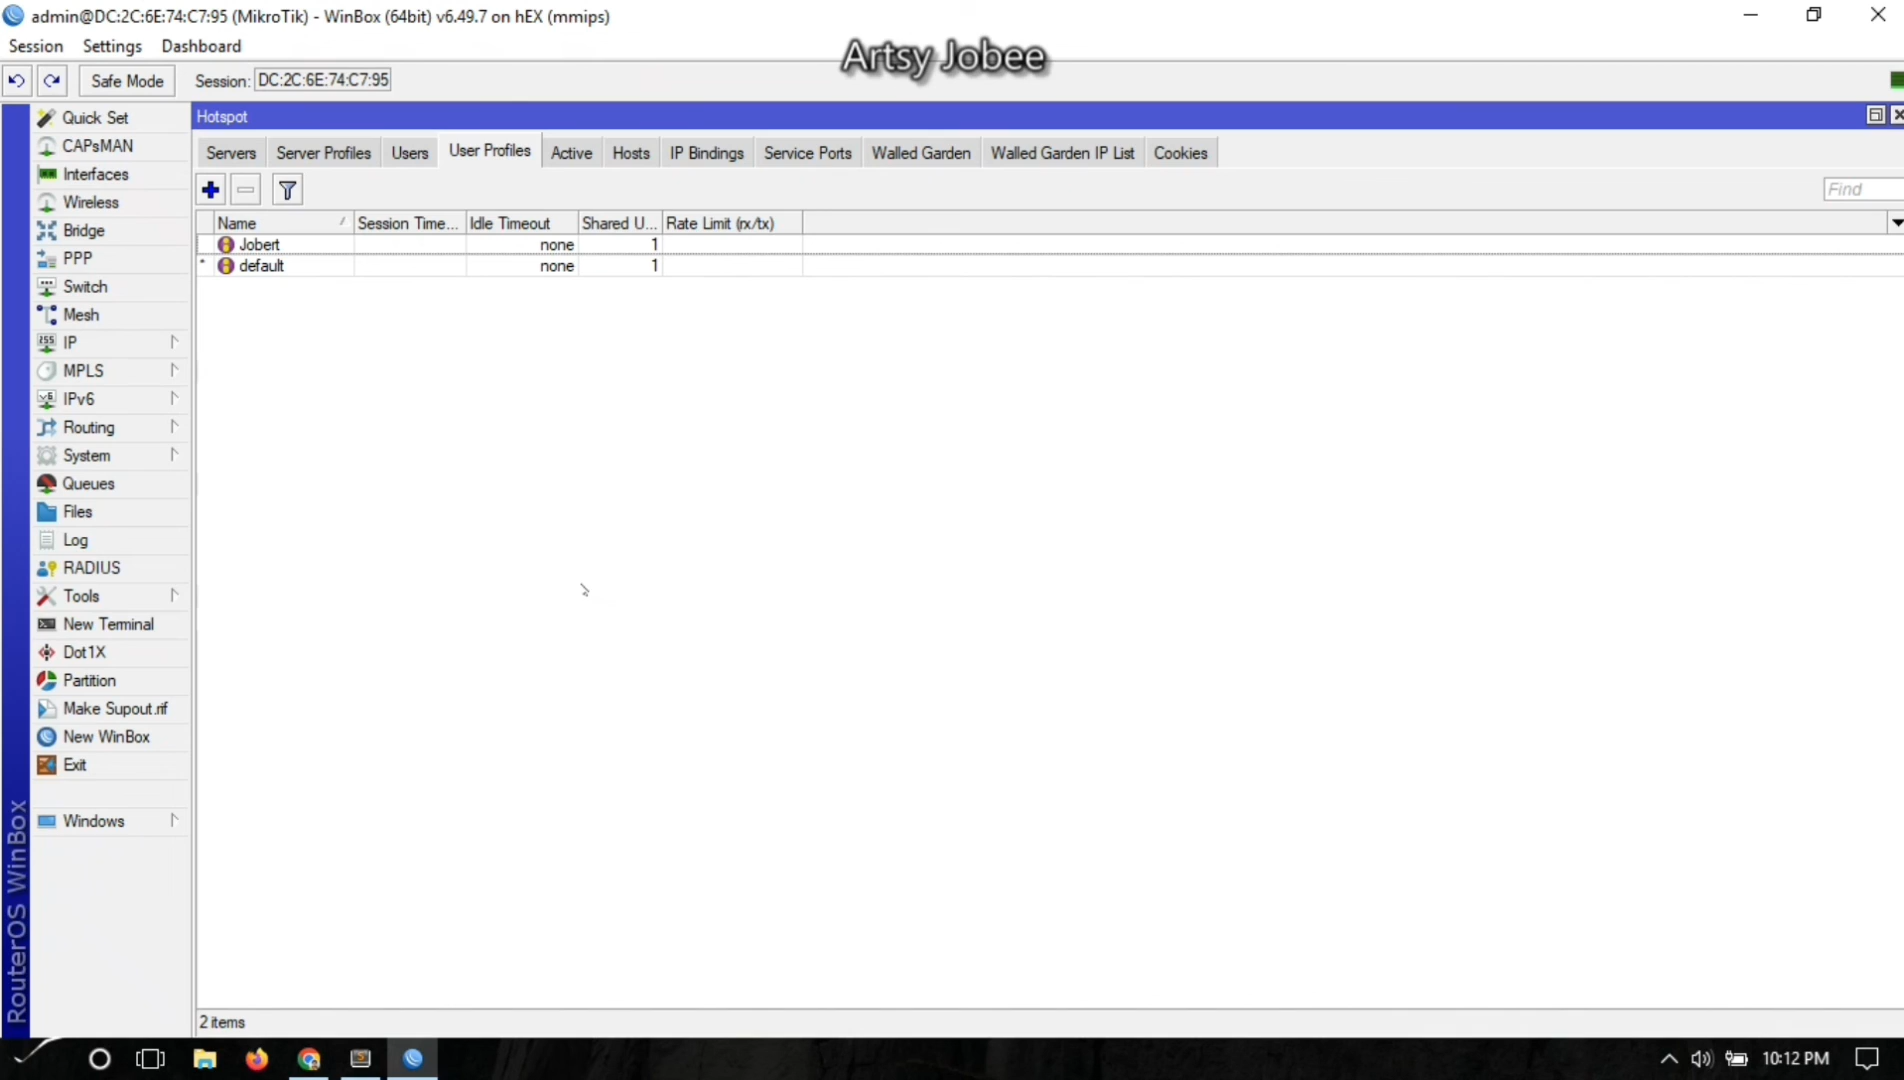 admin@DC:2C:6E:74:C7:95 (MikroTik) - WinBox (64bit) v6.49.7 on hEX (mmips)
Session Settings Dashboard
Artsy Jobee
Safe Mode Session: DC:2C:6E:74:C7:95
Hotspot
Servers Server Profiles Users User Profiles Active Hosts IP Bindings Service Ports Walled Garden Walled Garden IP List Cookies
Find
Name Session Time... Idle Timeout Shared U... Rate Limit (rx/tx)
Jobert none 1
* default none 1
Quick Set
CAPsMAN
Interfaces
Wireless
Bridge
PPP
Switch
Mesh
IP
MPLS
IPv6
Routing
System
Queues
Files
Log
RADIUS
Tools
New Terminal
Dot1X
Partition
Make Supout.rif
New WinBox
Exit
Windows
RouterOS WinBox
2 items
10:12 PM